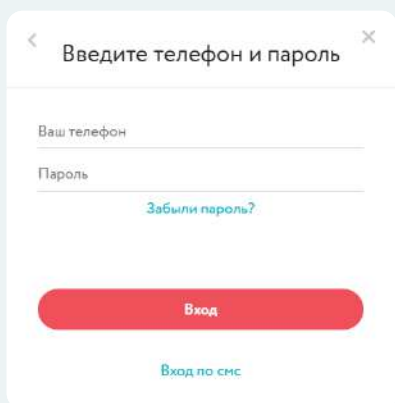 Введите телефон и пароль
Ваш телефон
Пароль
Забыли пароль?
Вход
Вход по смс